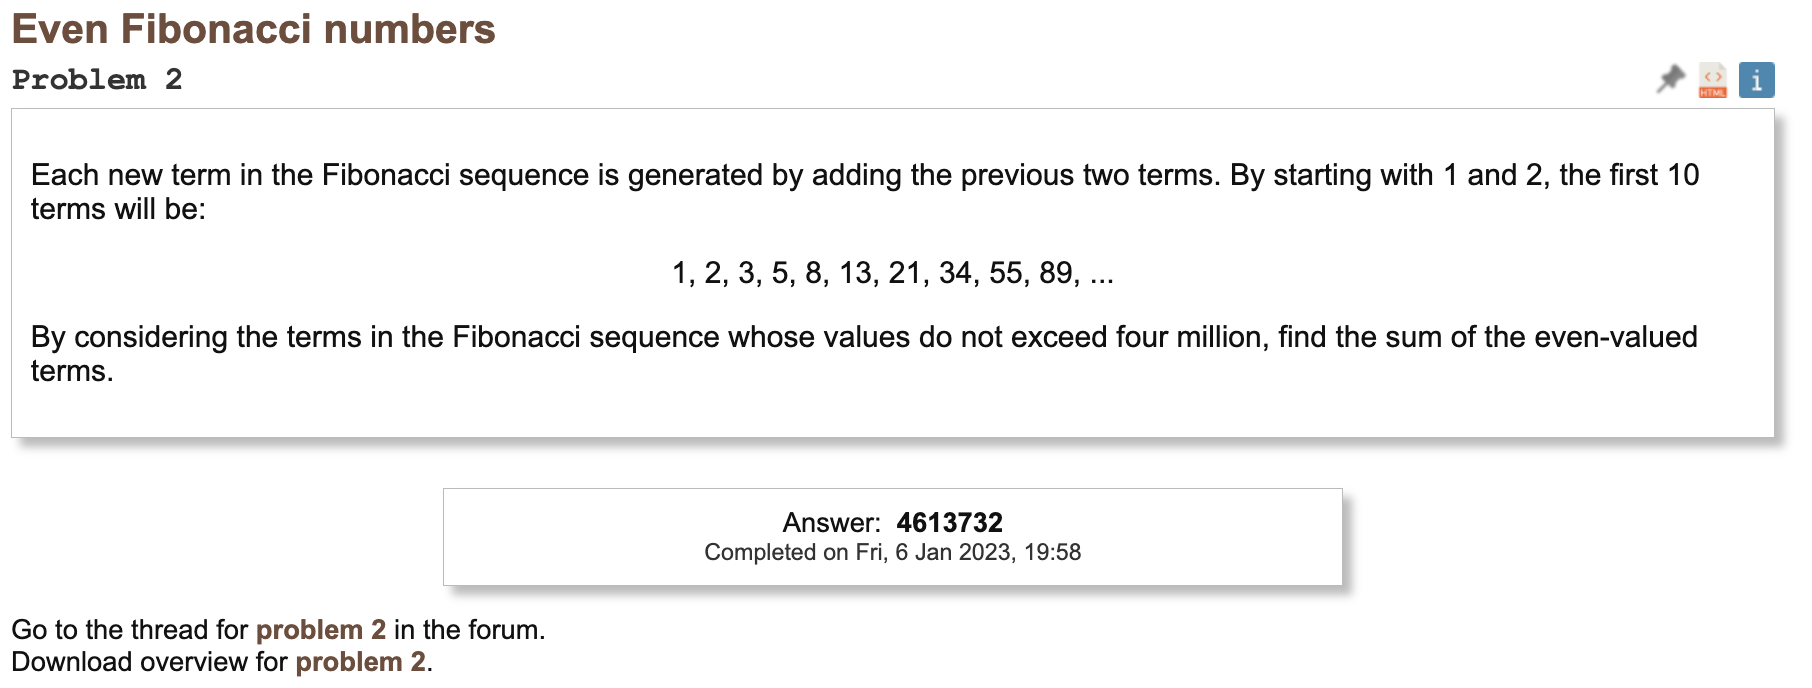 Even Fibonacci numbers
Problem 2
HTML
i
Each new term in the Fibonacci sequence is generated by adding the previous two terms. By starting with 1 and 2, the first 10
terms will be:
1, 2, 3, 5, 8, 13, 21, 34, 55, 89, ...
By considering the terms in the Fibonacci sequence whose values do not exceed four million, find the sum of the even-valued
terms.
Answer: 4613732
Completed on Fri, 6 Jan 2023, 19:58
Go to the thread for problem 2 in the forum.
Download overview for problem 2.